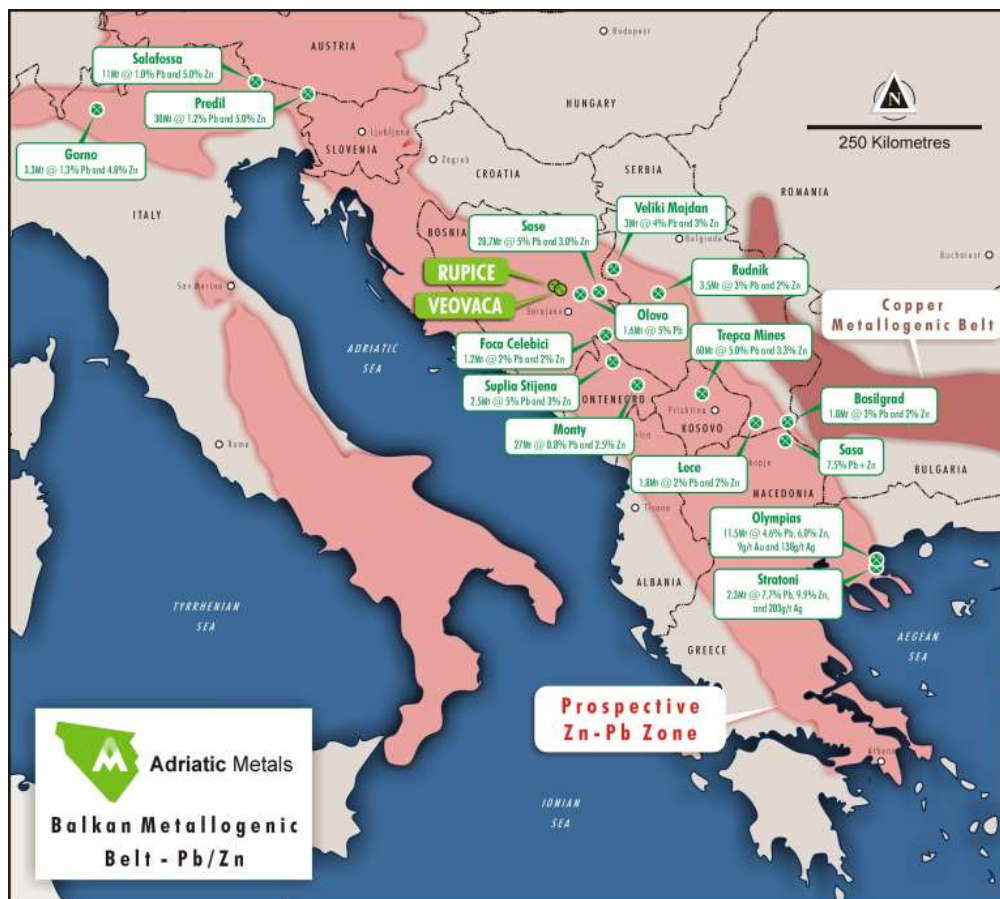 AUSTRIA
Budapest
Salafossa
11Mt @ 1.0% Pb and 5.0% Zn
Predil
30Mt @ 1.2% Pb and 5.0% Zn
N
HUNGARY
250 Kilometres
Ljubljana
SLOVENIA
Gorno
3.3Mt @ 1.3% Pb and 4.8% Zn
Zagreb
CROATIA
SERBIA
ROMANIA
ITALY
Veliki Majdan
3Mt @ 4% Pb and 3% Zn
BOSNIA
Sase
28.7Mt @ 5% Pb and 3.0% Zn
Belgrade
Bucharest
RUPICE
Rudnik
3.5Mt @ 3% Pb and 2% Zn
San Marino
VEOVACA
Sarajevo
Olovo
1.6Mt @ 5% Pb
Copper
Metallogenic Belt
ADRIATIC
SEA
Foca Celebici
1.2Mt @ 2% Pb and 2% Zn
Trepca Mines
60Mt @ 5.0% Pb and 3.3% Zn
Suplia Stijena
2.5Mt @ 5% Pb and 3% Zn
ONTENEGRO
Prishtina
KOSOVO
Bosilgrad
1.8Mt @ 3% Pb and 2% Zn
Roma
Monty
27Mt @ 0.8% Pb and 2.5% Zn
Lece
1.8Mt @ 2% Pb and 2% Zn
kopje
Sasa
7.5% Pb + Zn
BULGARIA
MACEDONIA
Tirana
Olympias
11.5Mt @ 4.6% Pb, 6.0% Zn,
9g/t Au and 138g/t Ag
ALBANIA
Stratoni
2.3Mt @ 7.7% Pb, 9.9% Zn,
and 203g/t Ag
TYRRHENIAN
SEA
AEGEAN
SEA
GREECE
Prospective
Zn-Pb Zone
Athens
Adriatic Metals
IONIAN
SEA
Balkan Metallogenic
Belt - Pb/Zn